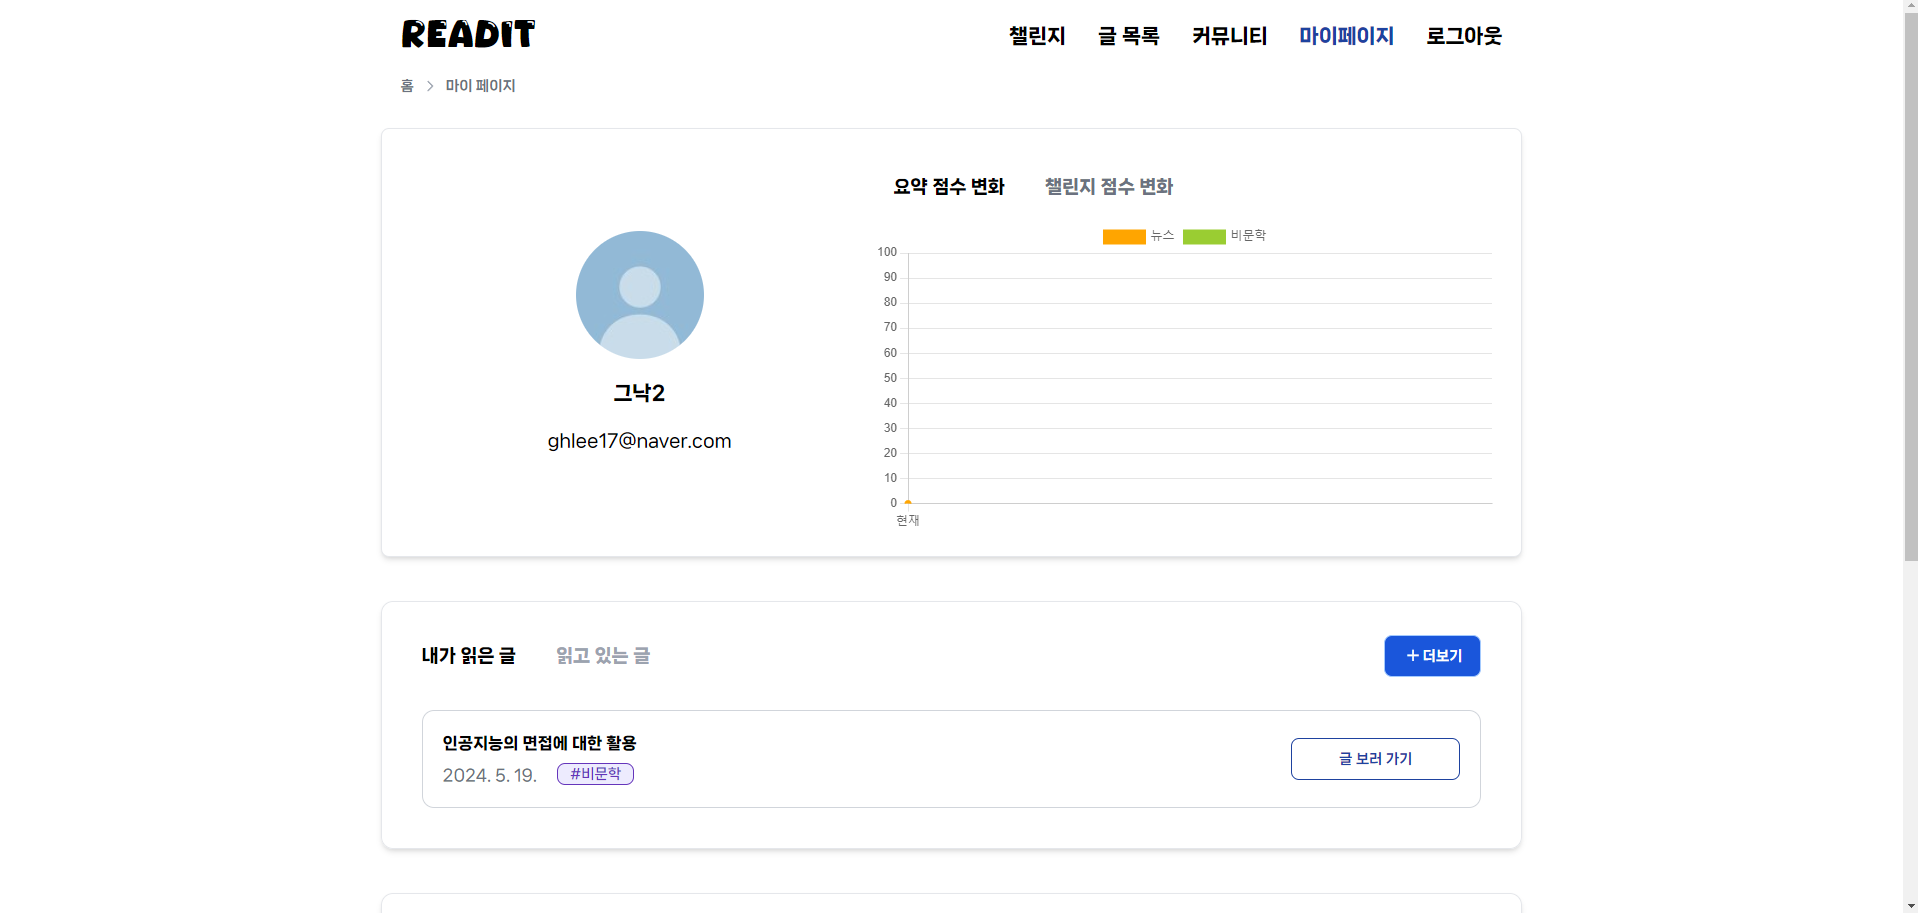 READIT
챌린지 글 목록 커뮤니티 마이페이지 로그아웃
홈 > 마이 페이지
요약 점수 변화 챌린지 점수 변화
뉴스 비문학
100
90
80
70
60
50
40
30
20
10
0
현재
그낙2
ghlee17@naver.com
내가 읽은 글 읽고 있는 글
+ 더보기
인공지능의 면접에 대한 활용
2024. 5. 19. #비문학
글 보러 가기